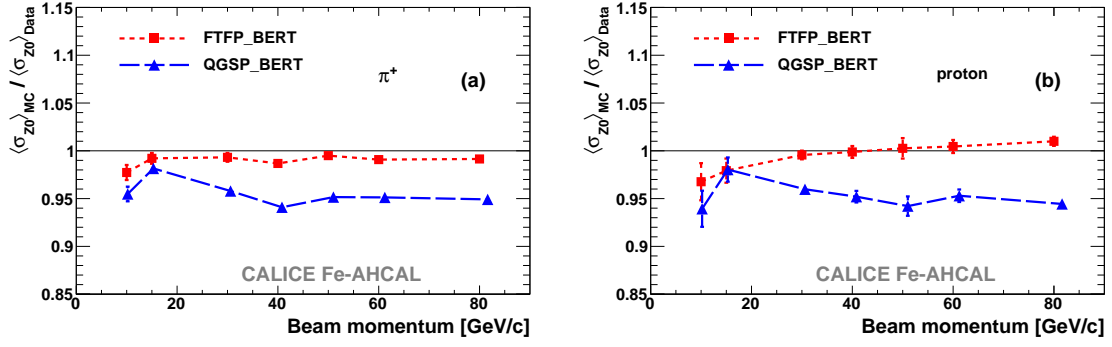 ⟨σZ0⟩MC / ⟨σZ0⟩Data
1.15
1.1
1.05
1
0.95
0.9
0.85
FTFP_BERT
QGSP_BERT
π+
(a)
CALICE Fe-AHCAL
0 20 40 60 80
Beam momentum [GeV/c]
⟨σZ0⟩MC / ⟨σZ0⟩Data
1.15
1.1
1.05
1
0.95
0.9
0.85
FTFP_BERT
QGSP_BERT
proton
(b)
CALICE Fe-AHCAL
0 20 40 60 80
Beam momentum [GeV/c]